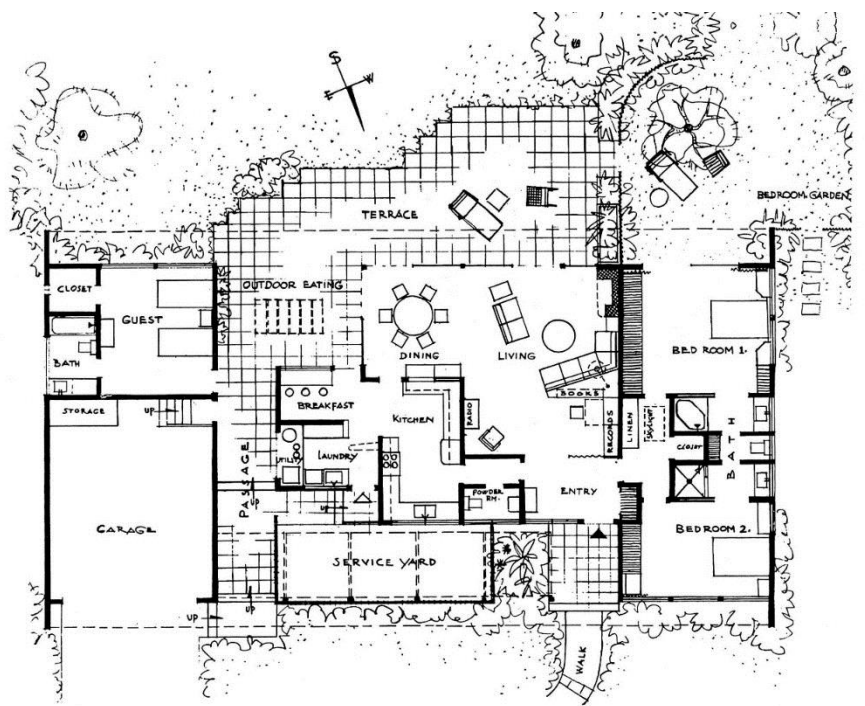 S
E
W
BEDROOM GARDEN
TERRACE
CLOSET
OUTDOOR EATING
GUEST
BED ROOM 1.
DINING
LIVING
BATH
BOOKS
STORAGE
UP
BREAKFAST
KITCHEN
RADIO
RECORDS
LINEN
SKYLIGHT
BATH
UTILITY
LAUNDRY
CLOSET
PASSAGE
UP
UP
POWDER
RM.
ENTRY
GARAGE
BEDROOM 2.
SERVICE YARD
UP
UP
WALK